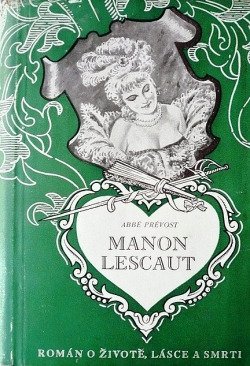 ABBÉ PRÉVOST
MANON
LESCAUT
ROMÁN O ŽIVOTĚ, LÁSCE A SMRTI